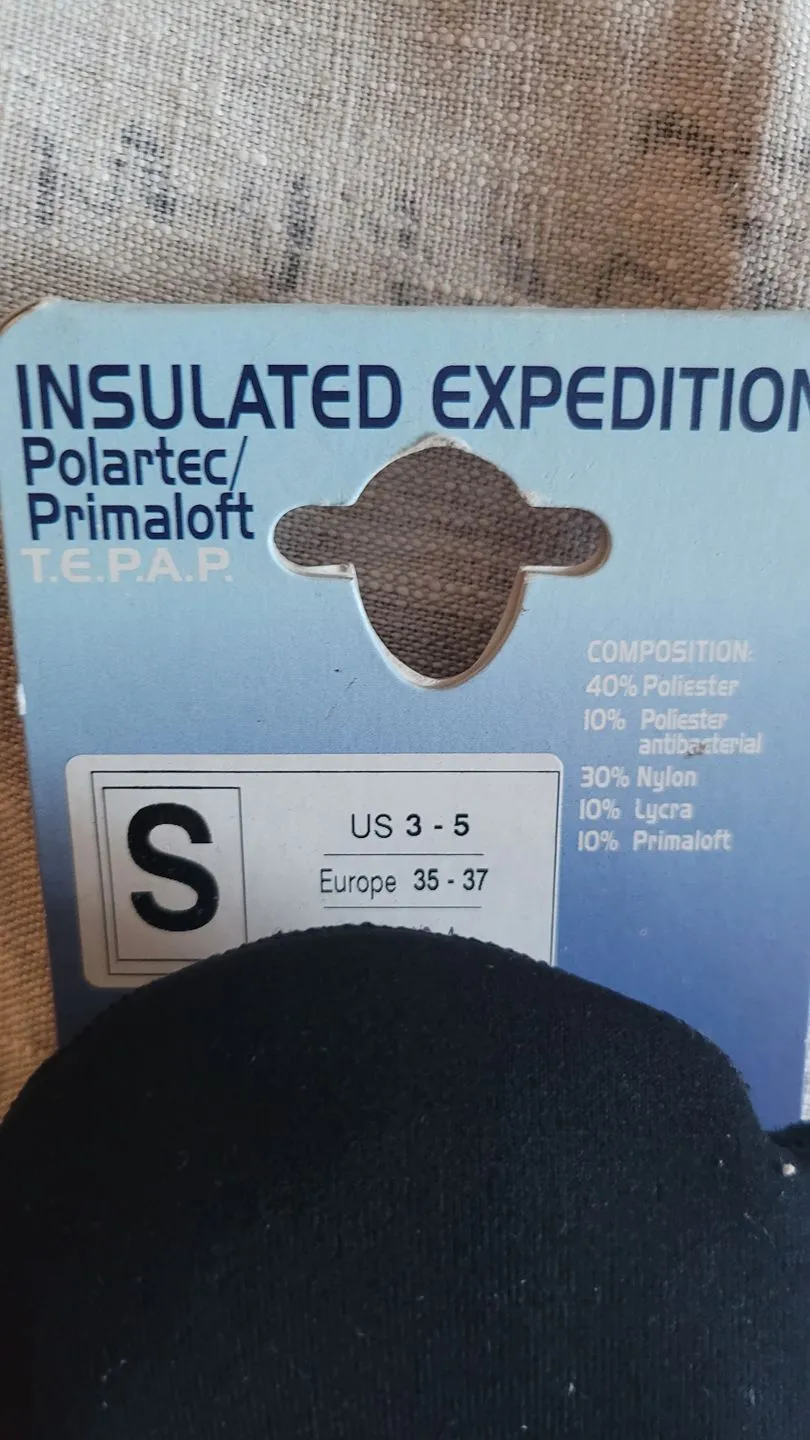 INSULATED EXPEDITION
Polartec/
Primaloft
T.E.P.A.P.
COMPOSITION:
40% Poliester
10% Poliester
antibacterial
30% Nylon
10% Lycra
10% Primaloft
S
US 3 - 5
Europe 35 - 37